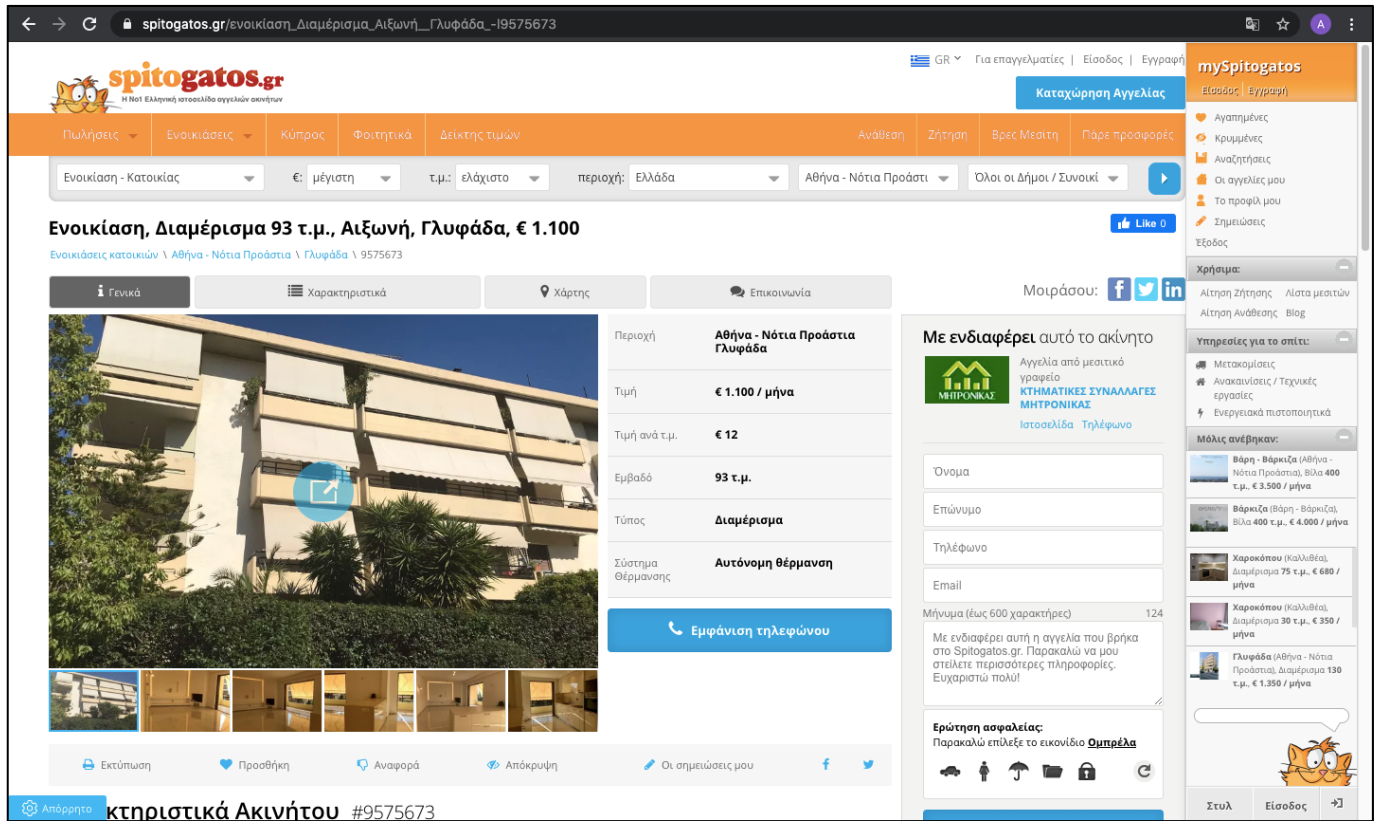 spitogatos.gr/ενοικίαση_Διαμέρισμα_Αιξωνή__Γλυφάδα_-l9575673
A
spitogatos.gr
Η Νο1 Ελληνική ιστοσελίδα αγγελιών ακινήτων
GR Για επαγγελματίες | Είσοδος | Εγγραφή
Καταχώρηση Αγγελίας
Πωλήσεις Ενοικιάσεις Κύπρος Φοιτητικά Δείκτης τιμών Ανάθεση Ζήτηση Βρες Μεσίτη Πάρε προσφορές
Ενοικίαση - Κατοικίας €: μέγιστη τ.μ.: ελάχιστο περιοχή: Ελλάδα Αθήνα - Νότια Προάστι Όλοι οι Δήμοι / Συνοικί
Ενοικίαση, Διαμέρισμα 93 τ.μ., Αιξωνή, Γλυφάδα, € 1.100
Like 0
Ενοικιάσεις κατοικιών \ Αθήνα - Νότια Προάστια \ Γλυφάδα \ 9575673
Γενικά Χαρακτηριστικά Χάρτης Επικοινωνία
Μοιράσου:
Περιοχή Αθήνα - Νότια Προάστια
Γλυφάδα
Τιμή € 1.100 / μήνα
Τιμή ανά τ.μ. € 12
Εμβαδό 93 τ.μ.
Τύπος Διαμέρισμα
Σύστημα Αυτόνομη θέρμανση
Θέρμανσης
Εμφάνιση τηλεφώνου
Με ενδιαφέρει αυτό το ακίνητο
ΜΗΤΡΟΝΙΚΑΣ
Αγγελία από μεσιτικό
γραφείο
ΚΤΗΜΑΤΙΚΕΣ ΣΥΝΑΛΛΑΓΕΣ
ΜΗΤΡΟΝΙΚΑΣ
Ιστοσελίδα Τηλέφωνο
Όνομα
Επώνυμο
Τηλέφωνο
Email
Μήνυμα (έως 600 χαρακτήρες) 124
Με ενδιαφέρει αυτή η αγγελία που βρήκα
στο Spitogatos.gr. Παρακαλώ να μου
στείλετε περισσότερες πληροφορίες.
Ευχαριστώ πολύ!
Ερώτηση ασφαλείας:
Παρακαλώ επίλεξε το εικονίδιο Ομπρέλα
Εκτύπωση Προσθήκη Αναφορά Απόκρυψη Οι σημειώσεις μου
Απόρρητο
κτηριστικά Ακινήτου #9575673
mySpitogatos
Είσοδος | Εγγραφή
Αγαπημένες
Κρυμμένες
Αναζητήσεις
Οι αγγελίες μου
Το προφίλ μου
Σημειώσεις
Έξοδος
Χρήσιμα:
Αίτηση Ζήτησης Λίστα μεσιτών
Αίτηση Ανάθεσης Blog
Υπηρεσίες για το σπίτι:
Μετακομίσεις
Ανακαινίσεις / Τεχνικές
εργασίες
Ενεργειακά πιστοποιητικά
Μόλις ανέβηκαν:
Βάρη - Βάρκιζα (Αθήνα -
Νότια Προάστια), Βίλα 400
τ.μ., € 3.500 / μήνα
Βάρκιζα (Βάρη - Βάρκιζα),
Βίλα 400 τ.μ., € 4.000 / μήνα
Χαροκόπου (Καλλιθέα),
Διαμέρισμα 75 τ.μ., € 680 /
μήνα
Χαροκόπου (Καλλιθέα),
Διαμέρισμα 30 τ.μ., € 350 /
μήνα
Γλυφάδα (Αθήνα - Νότια
Προάστια), Διαμέρισμα 130
τ.μ., € 1.350 / μήνα
Στυλ Είσοδος